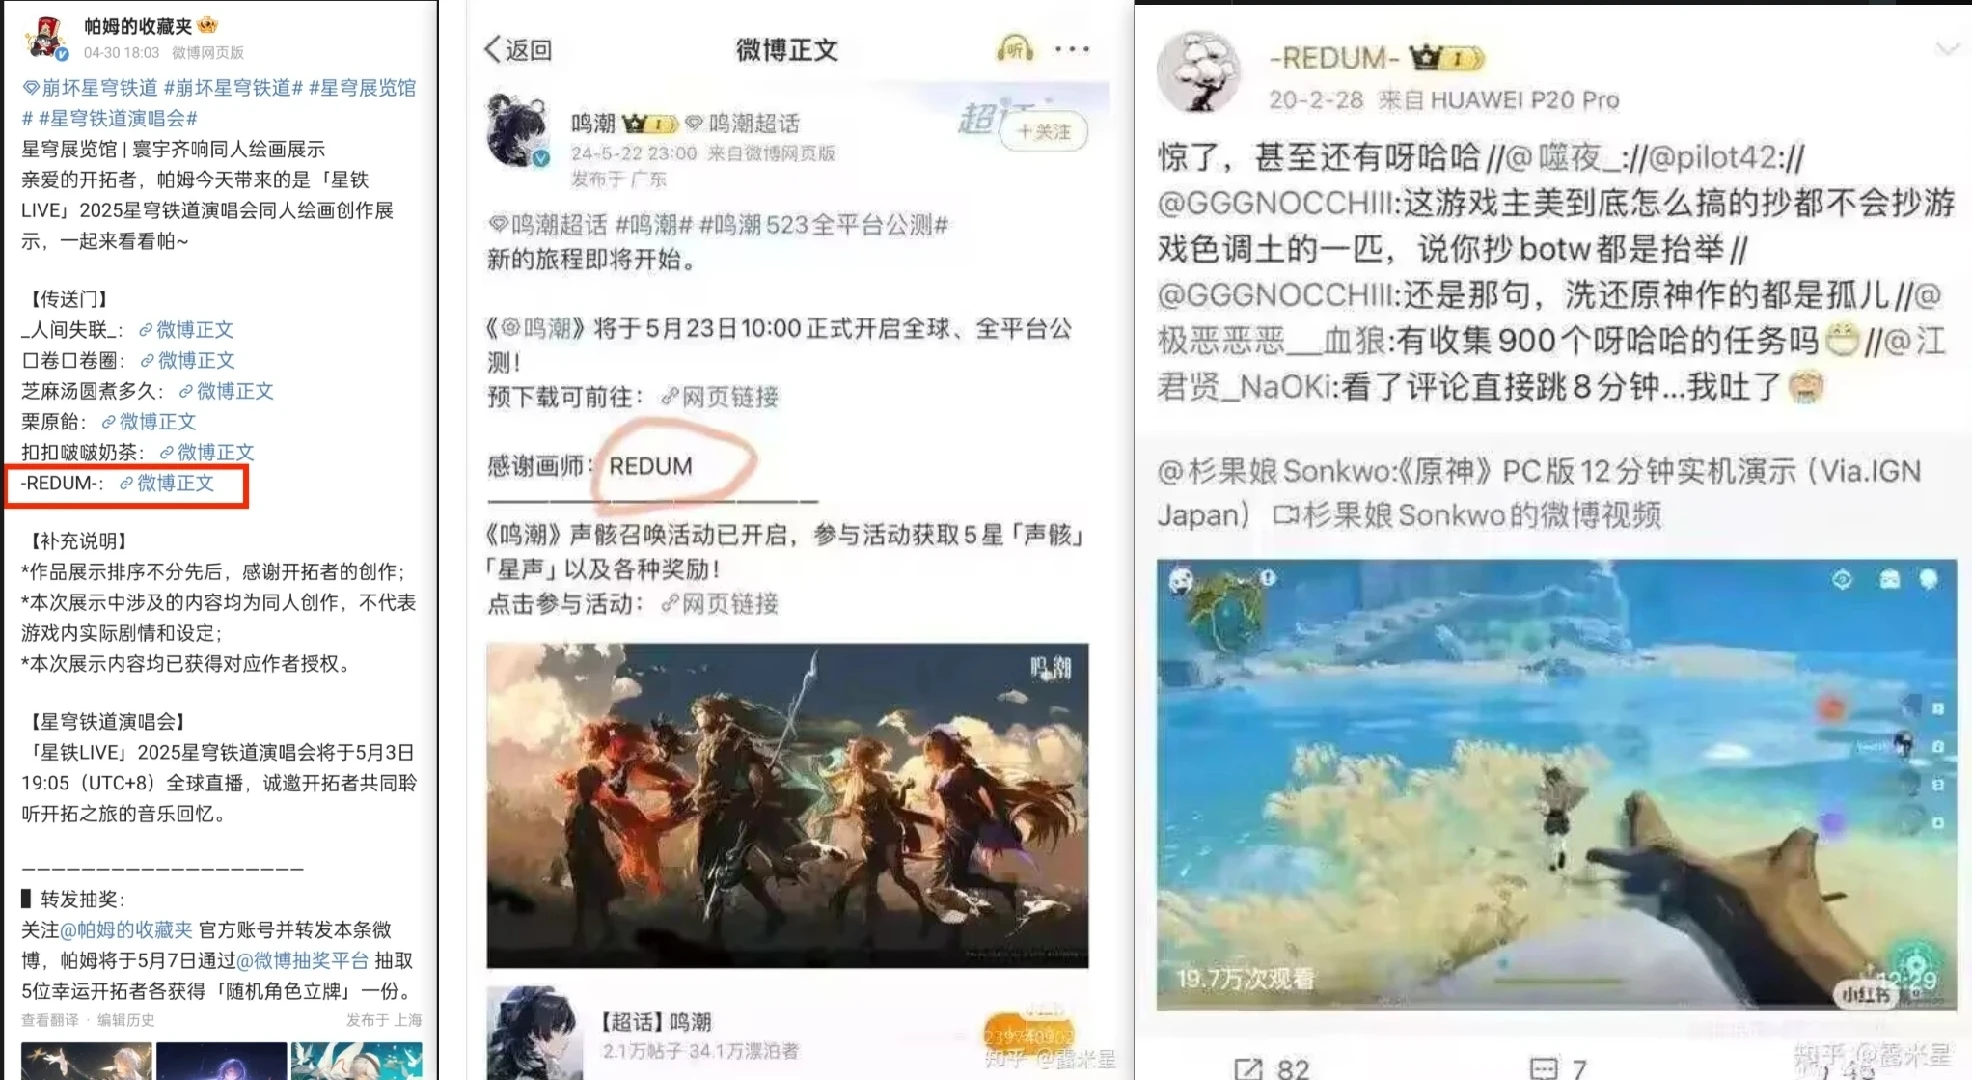 帕姆的收藏夹
04-30 18:03 微博网页版
崩坏星穹铁道 #崩坏星穹铁道# #星穹展览馆
# #星穹铁道演唱会#
星穹展览馆 | 寰宇齐响同人绘画展示
亲爱的开拓者，帕姆今天带来的是「星铁
LIVE」2025星穹铁道演唱会同人绘画创作展
示，一起来看看帕~
【传送门】
_人间失联_： 微博正文
口卷口卷圈： 微博正文
芝麻汤圆煮多久： 微博正文
栗原飴： 微博正文
扣扣啵啵奶茶： 微博正文
-REDUM-： 微博正文
【补充说明】
*作品展示排序不分先后，感谢开拓者的创作；
*本次展示中涉及的内容均为同人创作，不代表
游戏内实际剧情和设定；
*本次展示内容均已获得对应作者授权。
【星穹铁道演唱会】
「星铁LIVE」2025星穹铁道演唱会将于5月3日
19:05（UTC+8）全球直播，诚邀开拓者共同聆
听开拓之旅的音乐回忆。
———————————————————
转发抽奖：
关注@帕姆的收藏夹 官方账号并转发本条微
博，帕姆将于5月7日通过@微博抽奖平台 抽取
5位幸运开拓者各获得「随机角色立牌」一份。
查看翻译 · 编辑历史 发布于 上海
返回 微博正文 听 ···
鸣潮 I 鸣潮超话
超话 +关注
24-5-22 23:00 来自微博网页版
发布于 广东
鸣潮超话 #鸣潮# #鸣潮523全平台公测#
新的旅程即将开始。
《@鸣潮》将于5月23日10:00正式开启全球、全平台公
测！
预下载可前往： 网页链接
感谢画师：REDUM
《鸣潮》声骸召唤活动已开启，参与活动获取5星「声骸」
「星声」以及各种奖励！
点击参与活动： 网页链接
鸣潮
【超话】鸣潮
2.1万帖子 34.1万漂泊者
知乎 @露米星
-REDUM- I
20-2-28 来自 HUAWEI P20 Pro
惊了，甚至还有呀哈哈//@噬夜_://@pilot42://
@GGGNOCCHIII:这游戏主美到底怎么搞的抄都不会抄游
戏色调土的一匹，说你抄botw都是抬举//
@GGGNOCCHIII:还是那句，洗还原神作的都是孤儿//@
极恶恶恶__血狼:有收集900个呀哈哈的任务吗//@江
君贤_NaOKi:看了评论直接跳8分钟...我吐了
@杉果娘Sonkwo:《原神》PC版12分钟实机演示（Via.IGN
Japan） 杉果娘Sonkwo的微博视频
19.7万次观看
12:29
小红书
82 7
知乎 @露米星